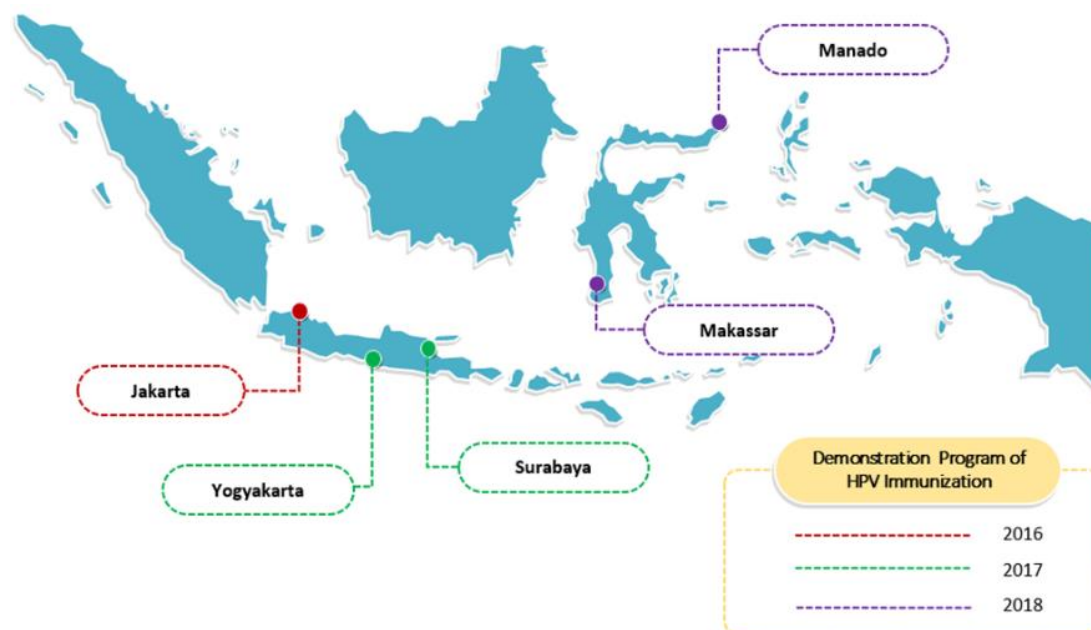 Manado
Makassar
Jakarta
Surabaya
Yogyakarta
Demonstration Program of
HPV Immunization
2016
2017
2018